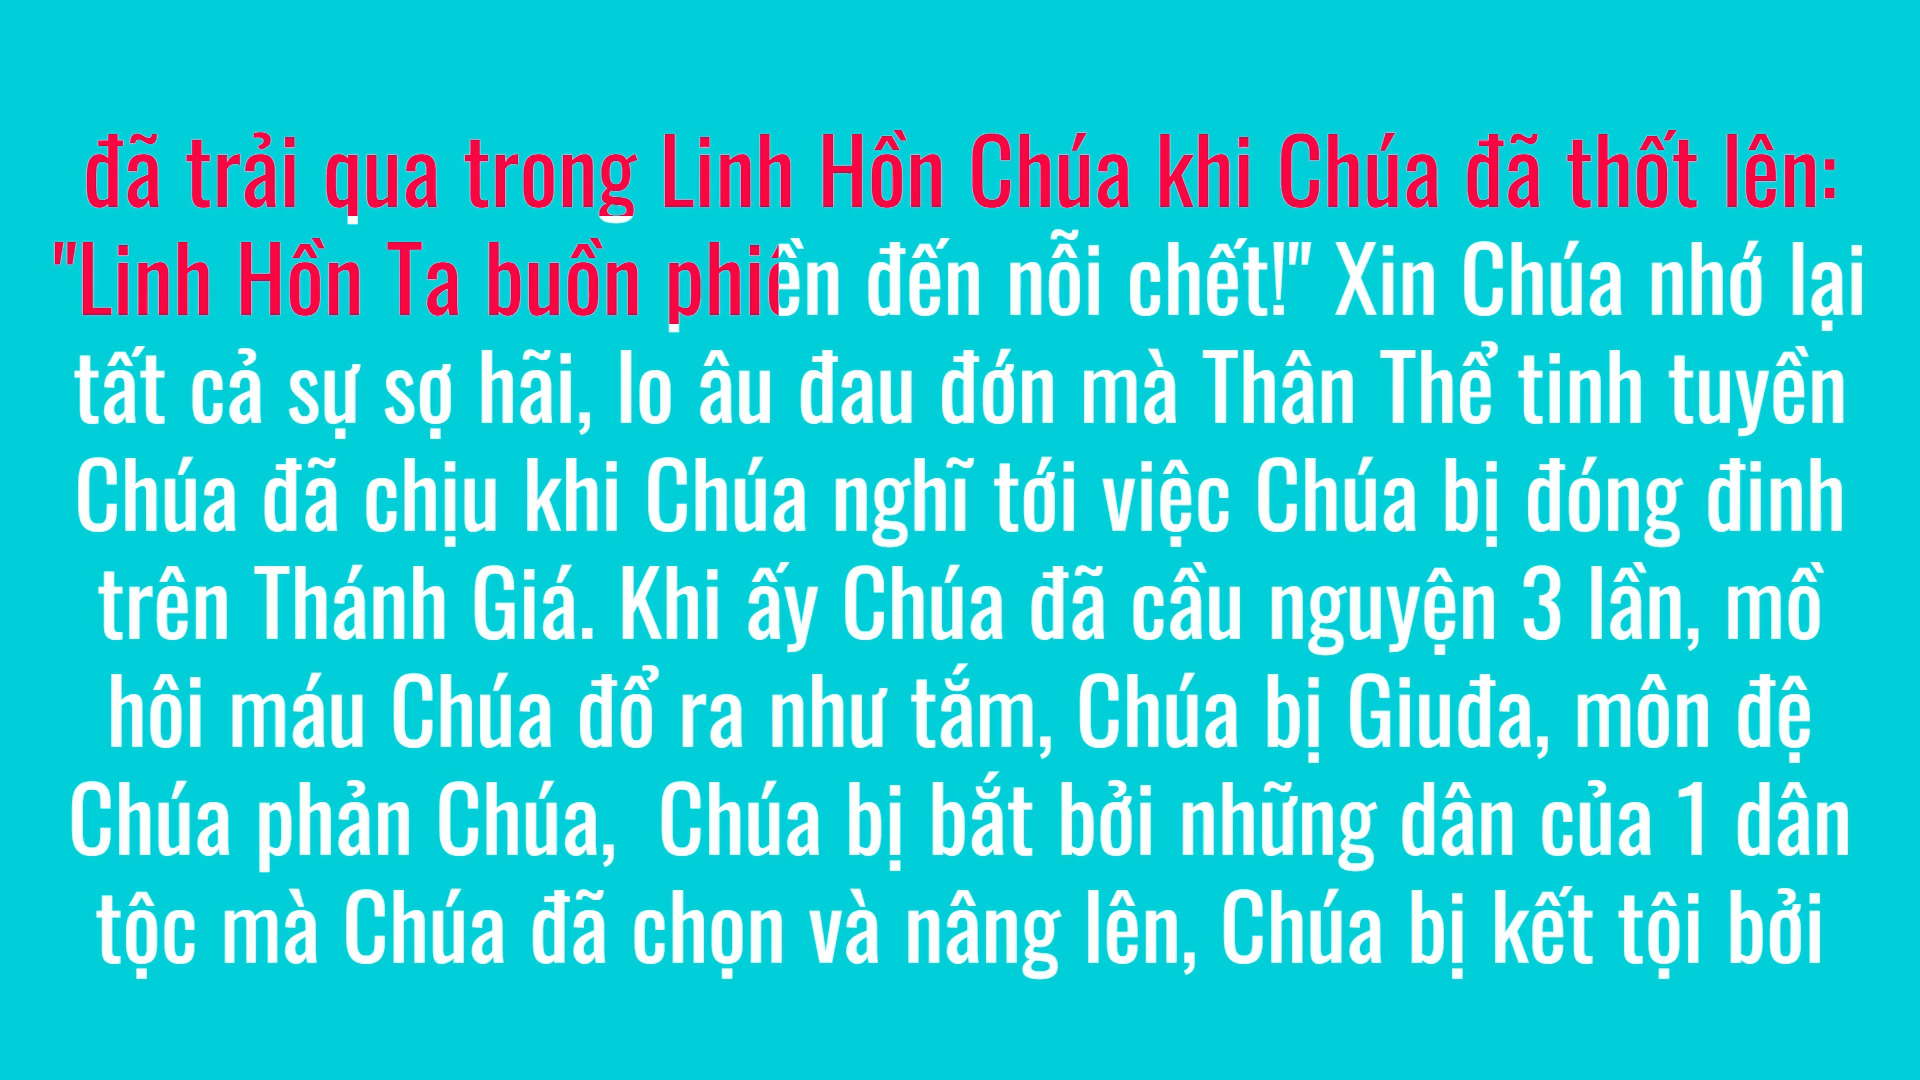 đã trải qua trong Linh Hồn Chúa khi Chúa đã thốt lên:
"Linh Hồn Ta buồn phiền đến nỗi chết!" Xin Chúa nhớ lại
tất cả sự sợ hãi, lo âu đau đớn mà Thân Thể tinh tuyền
Chúa đã chịu khi Chúa nghĩ tới việc Chúa bị đóng đinh
trên Thánh Giá. Khi ấy Chúa đã cầu nguyện 3 lần, mồ
hôi máu Chúa đổ ra như tắm, Chúa bị Giuđa, môn đệ
Chúa phản Chúa,  Chúa bị bắt bởi những dân của 1 dân
tộc mà Chúa đã chọn và nâng lên, Chúa bị kết tội bởi